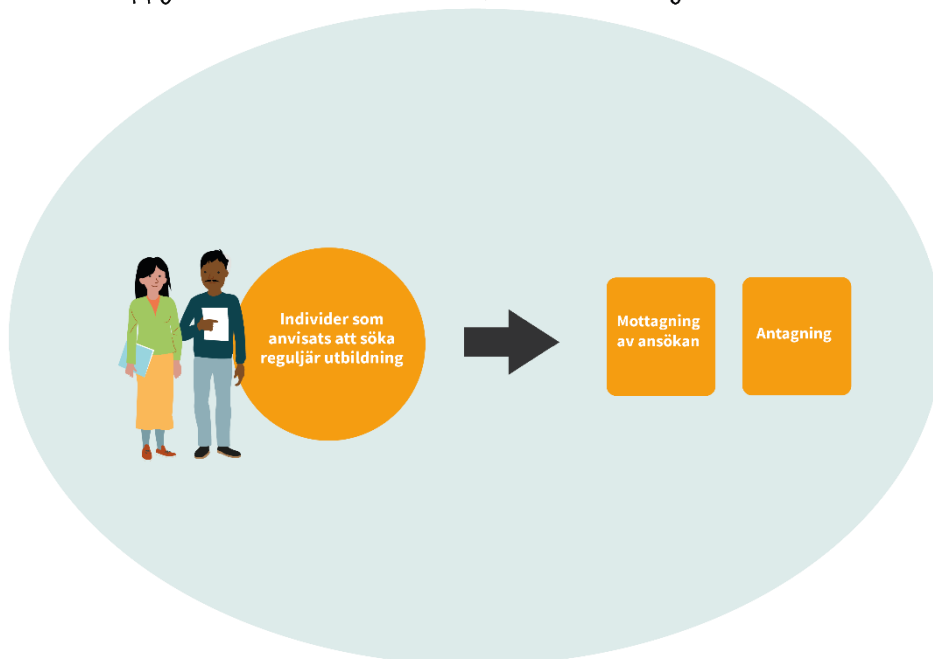 Individer som
anvisats att söka
reguljär utbildning
Mottagning
av ansökan
Antagning